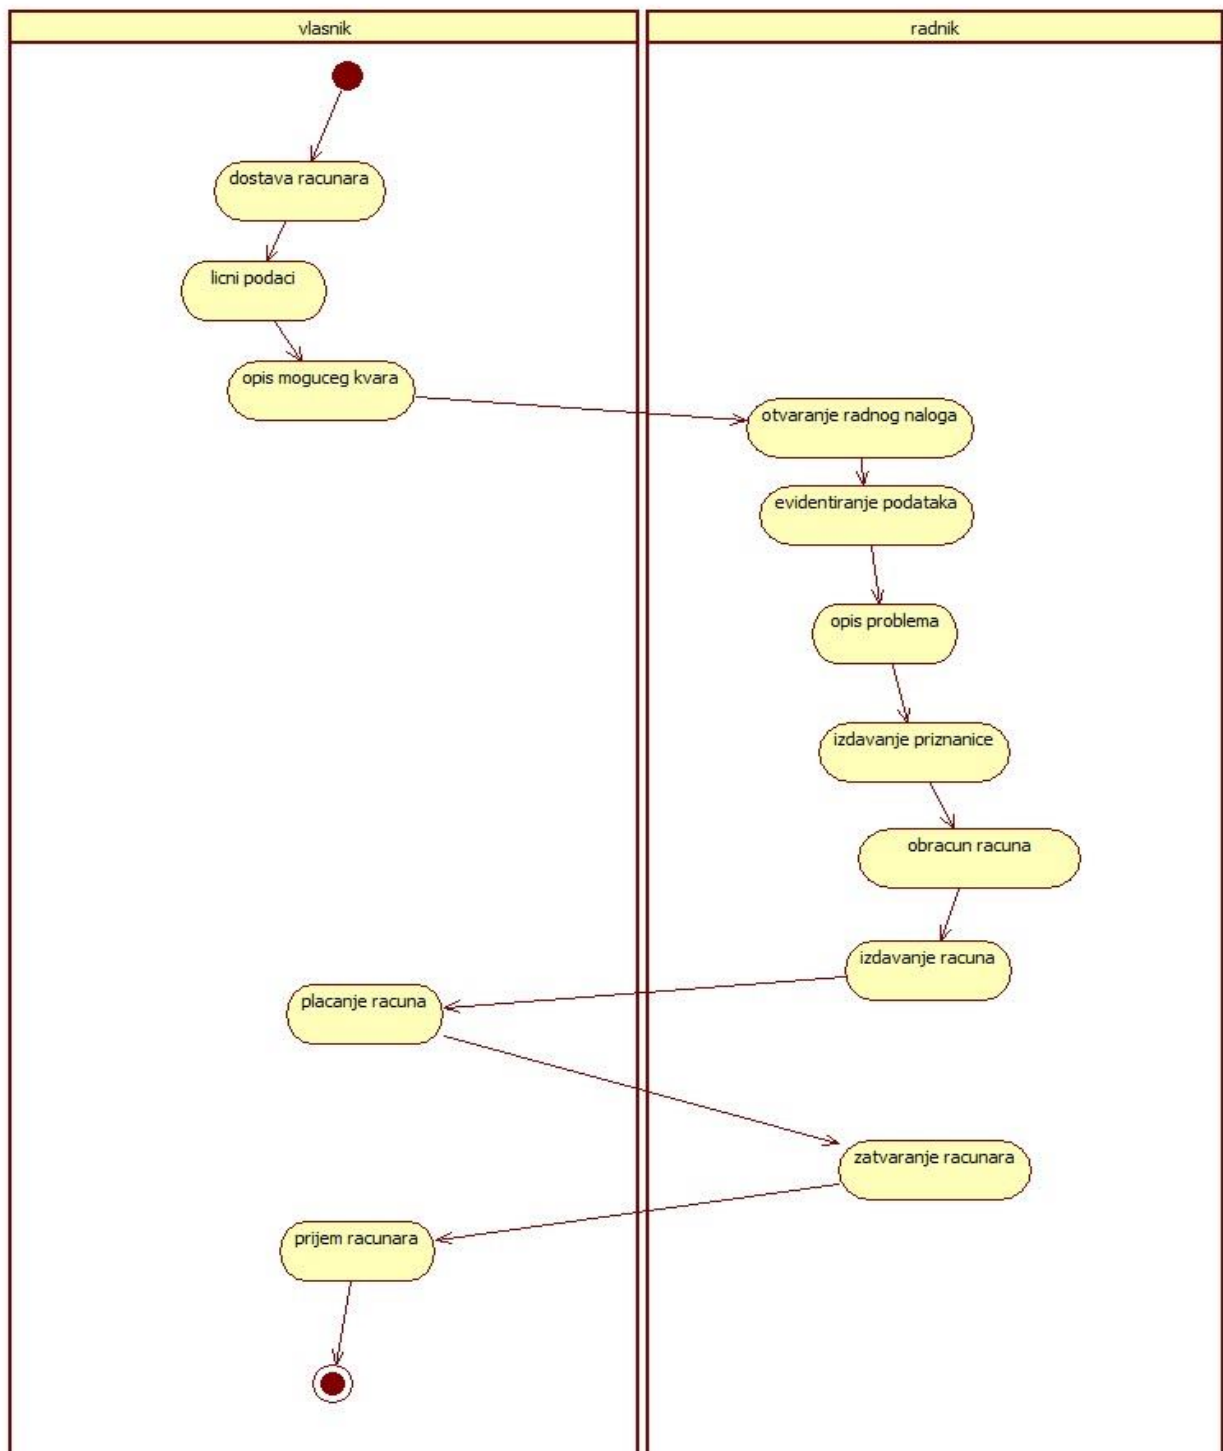 vlasnik
radnik
dostava racunara
licni podaci
opis moguceg kvara
otvaranje radnog naloga
evidentiranje podataka
opis problema
izdavanje priznanice
obracun racuna
izdavanje racuna
placanje racuna
zatvaranje racunara
prijem racunara